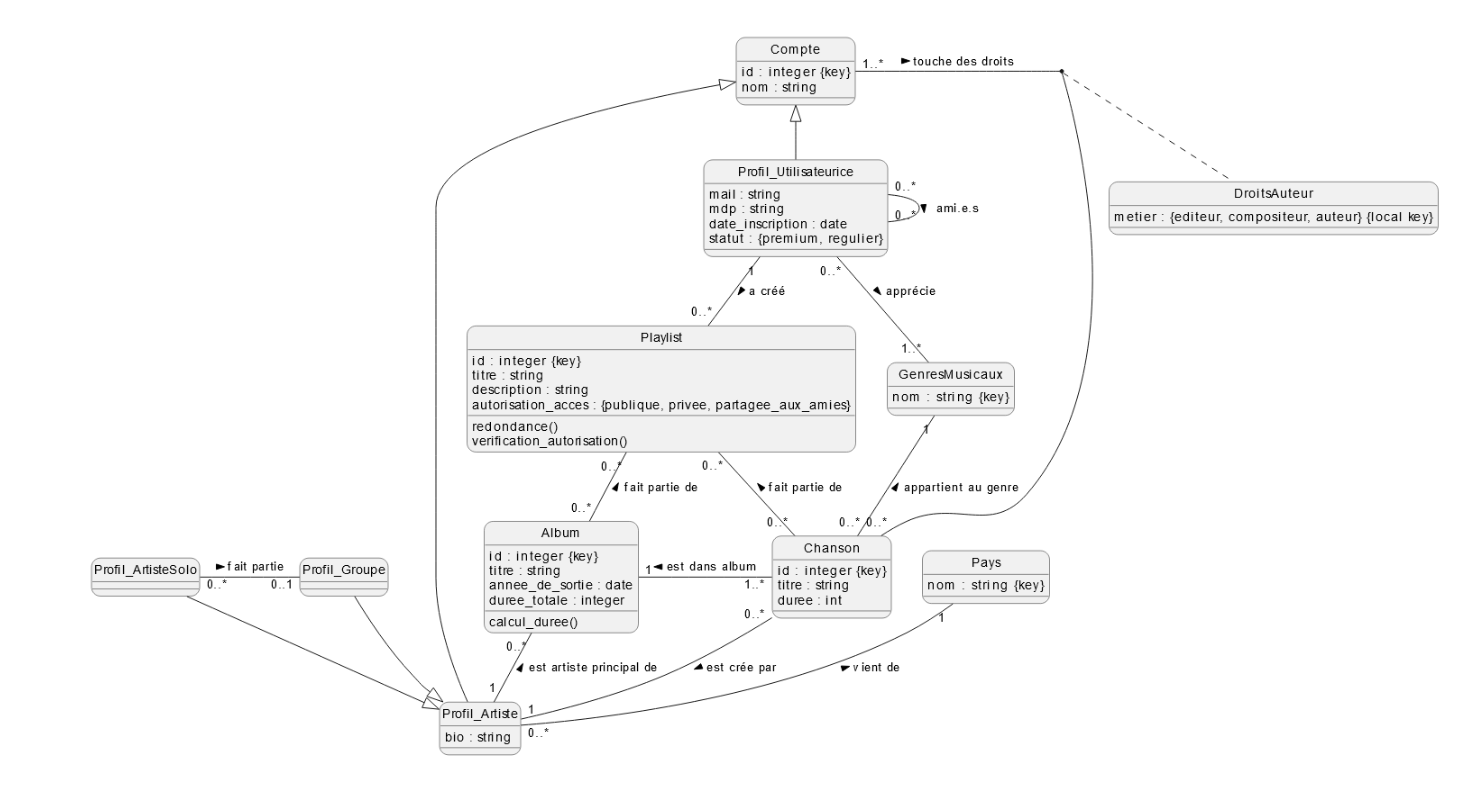 Compte
id : integer {key}
nom : string
1..*
touche des droits
DroitsAuteur
metier : {editeur, compositeur, auteur} {local key}
Profil_Utilisateurice
mail : string
mdp : string
date_inscription : date
statut : {premium, regulier}
0..*
ami.e.s
0..*
1
a créé
0..*
0..*
apprécie
1..*
Playlist
id : integer {key}
titre : string
description : string
autorisation_acces : {publique, privee, partagee_aux_amies}
redondance()
verification_autorisation()
GenresMusicaux
nom : string {key}
0..*
fait partie de
0..*
0..*
fait partie de
0..*
1
appartient au genre
0..*
0..*
Album
id : integer {key}
titre : string
annee_de_sortie : date
duree_totale : integer
calcul_duree()
1
est dans album
1..*
Chanson
id : integer {key}
titre : string
duree : int
Pays
nom : string {key}
Profil_ArtisteSolo
fait partie
0..*
0..1
Profil_Groupe
0..*
est artiste principal de
1
0..*
est crée par
1
1
vient de
0..*
Profil_Artiste
bio : string